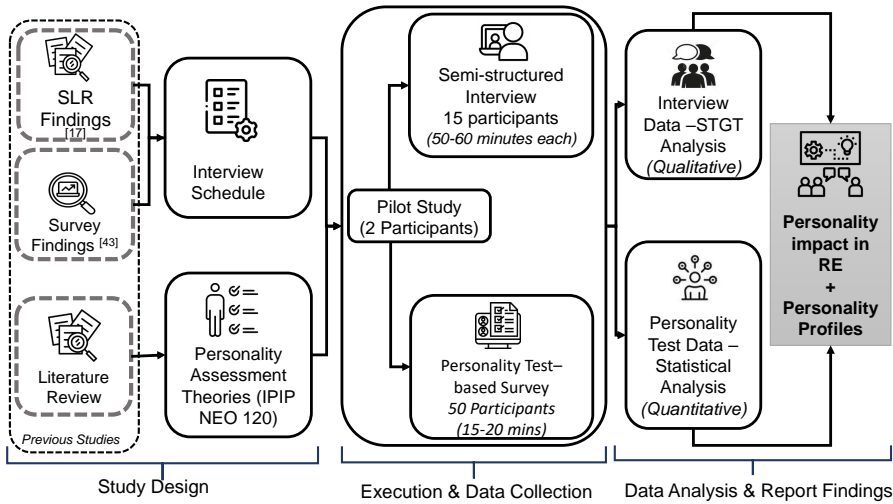 SLR
Findings
[17]
Survey
Findings [43]
Literature
Review
Previous Studies
Interview
Schedule
Personality
Assessment
Theories (IPIP
NEO 120)
Study Design
Pilot Study
(2 Participants)
Semi-structured
Interview
15 participants
(50-60 minutes each)
Personality Test–
based Survey
50 Participants
(15-20 mins)
Execution & Data Collection
Interview
Data –STGT
Analysis
(Qualitative)
Personality
Test Data –
Statistical
Analysis
(Quantitative)
Personality
impact in
RE
+
Personality
Profiles
Data Analysis & Report Findings